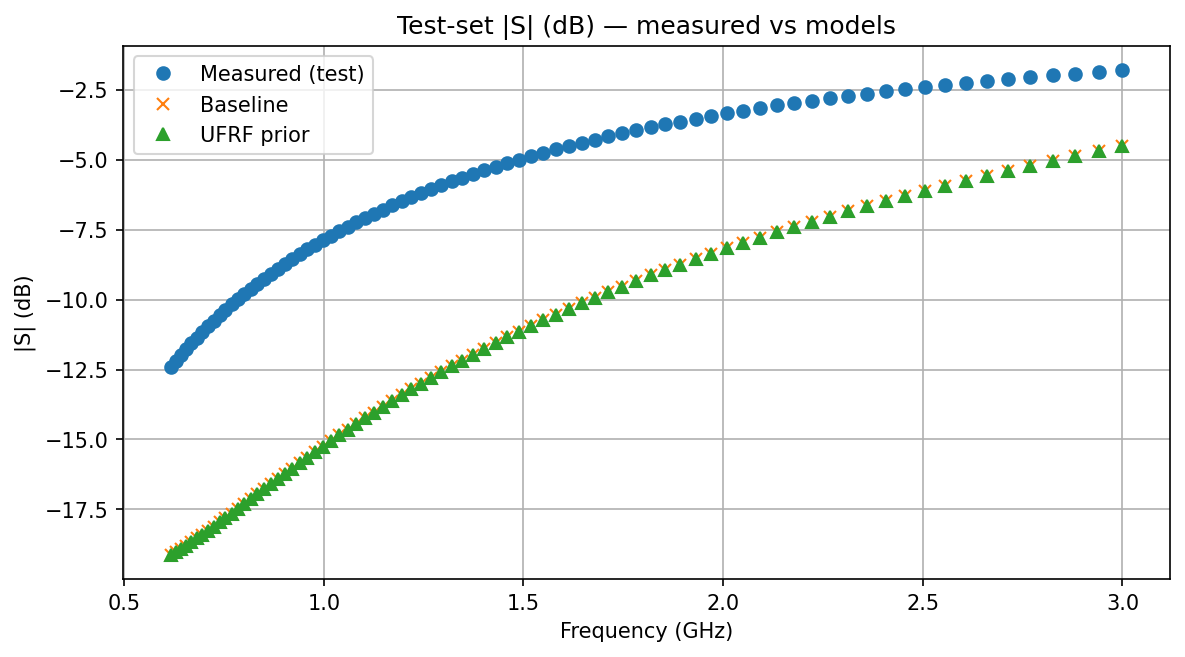 Test-set |S| (dB) — measured vs models
Measured (test)
Baseline
UFRF prior
|S| (dB)
−2.5
−5.0
−7.5
−10.0
−12.5
−15.0
−17.5
0.5 1.0 1.5 2.0 2.5 3.0
Frequency (GHz)